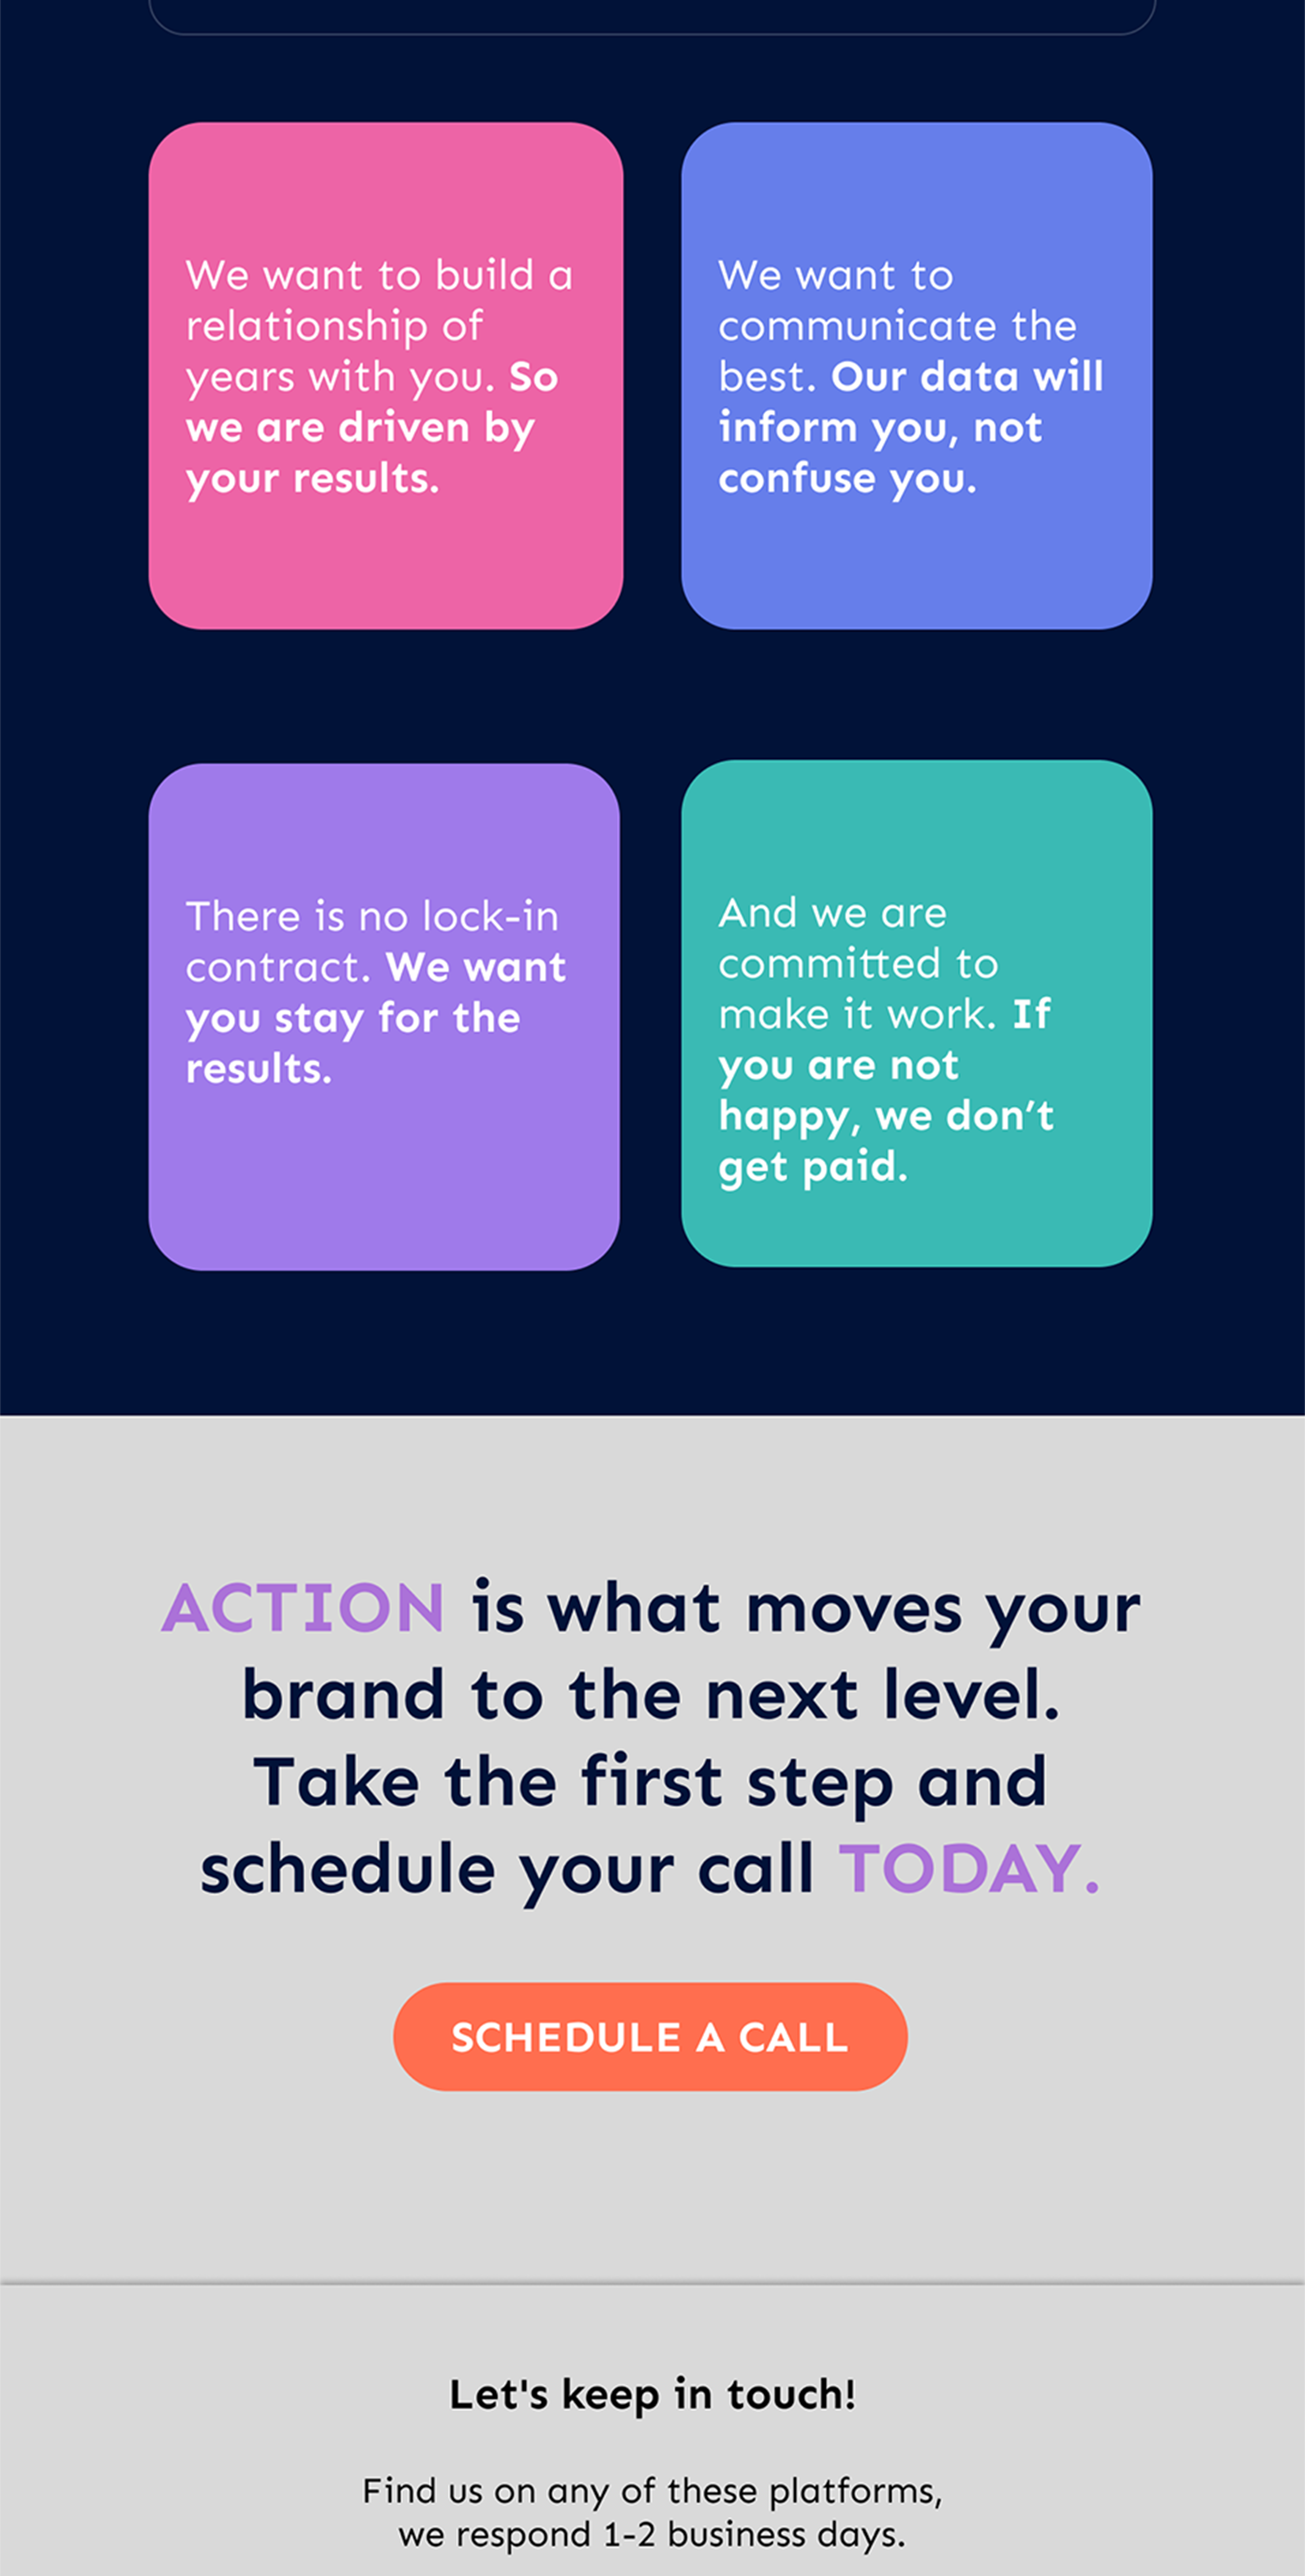 We want to build a
relationship of
years with you. So
we are driven by
your results.
We want to
communicate the
best. Our data will
inform you, not
confuse you.
There is no lock-in
contract. We want
you stay for the
results.
And we are
committed to
make it work. If
you are not
happy, we don’t
get paid.
ACTION is what moves your
brand to the next level.
Take the first step and
schedule your call TODAY.
SCHEDULE A CALL
Let's keep in touch!
Find us on any of these platforms,
we respond 1-2 business days.